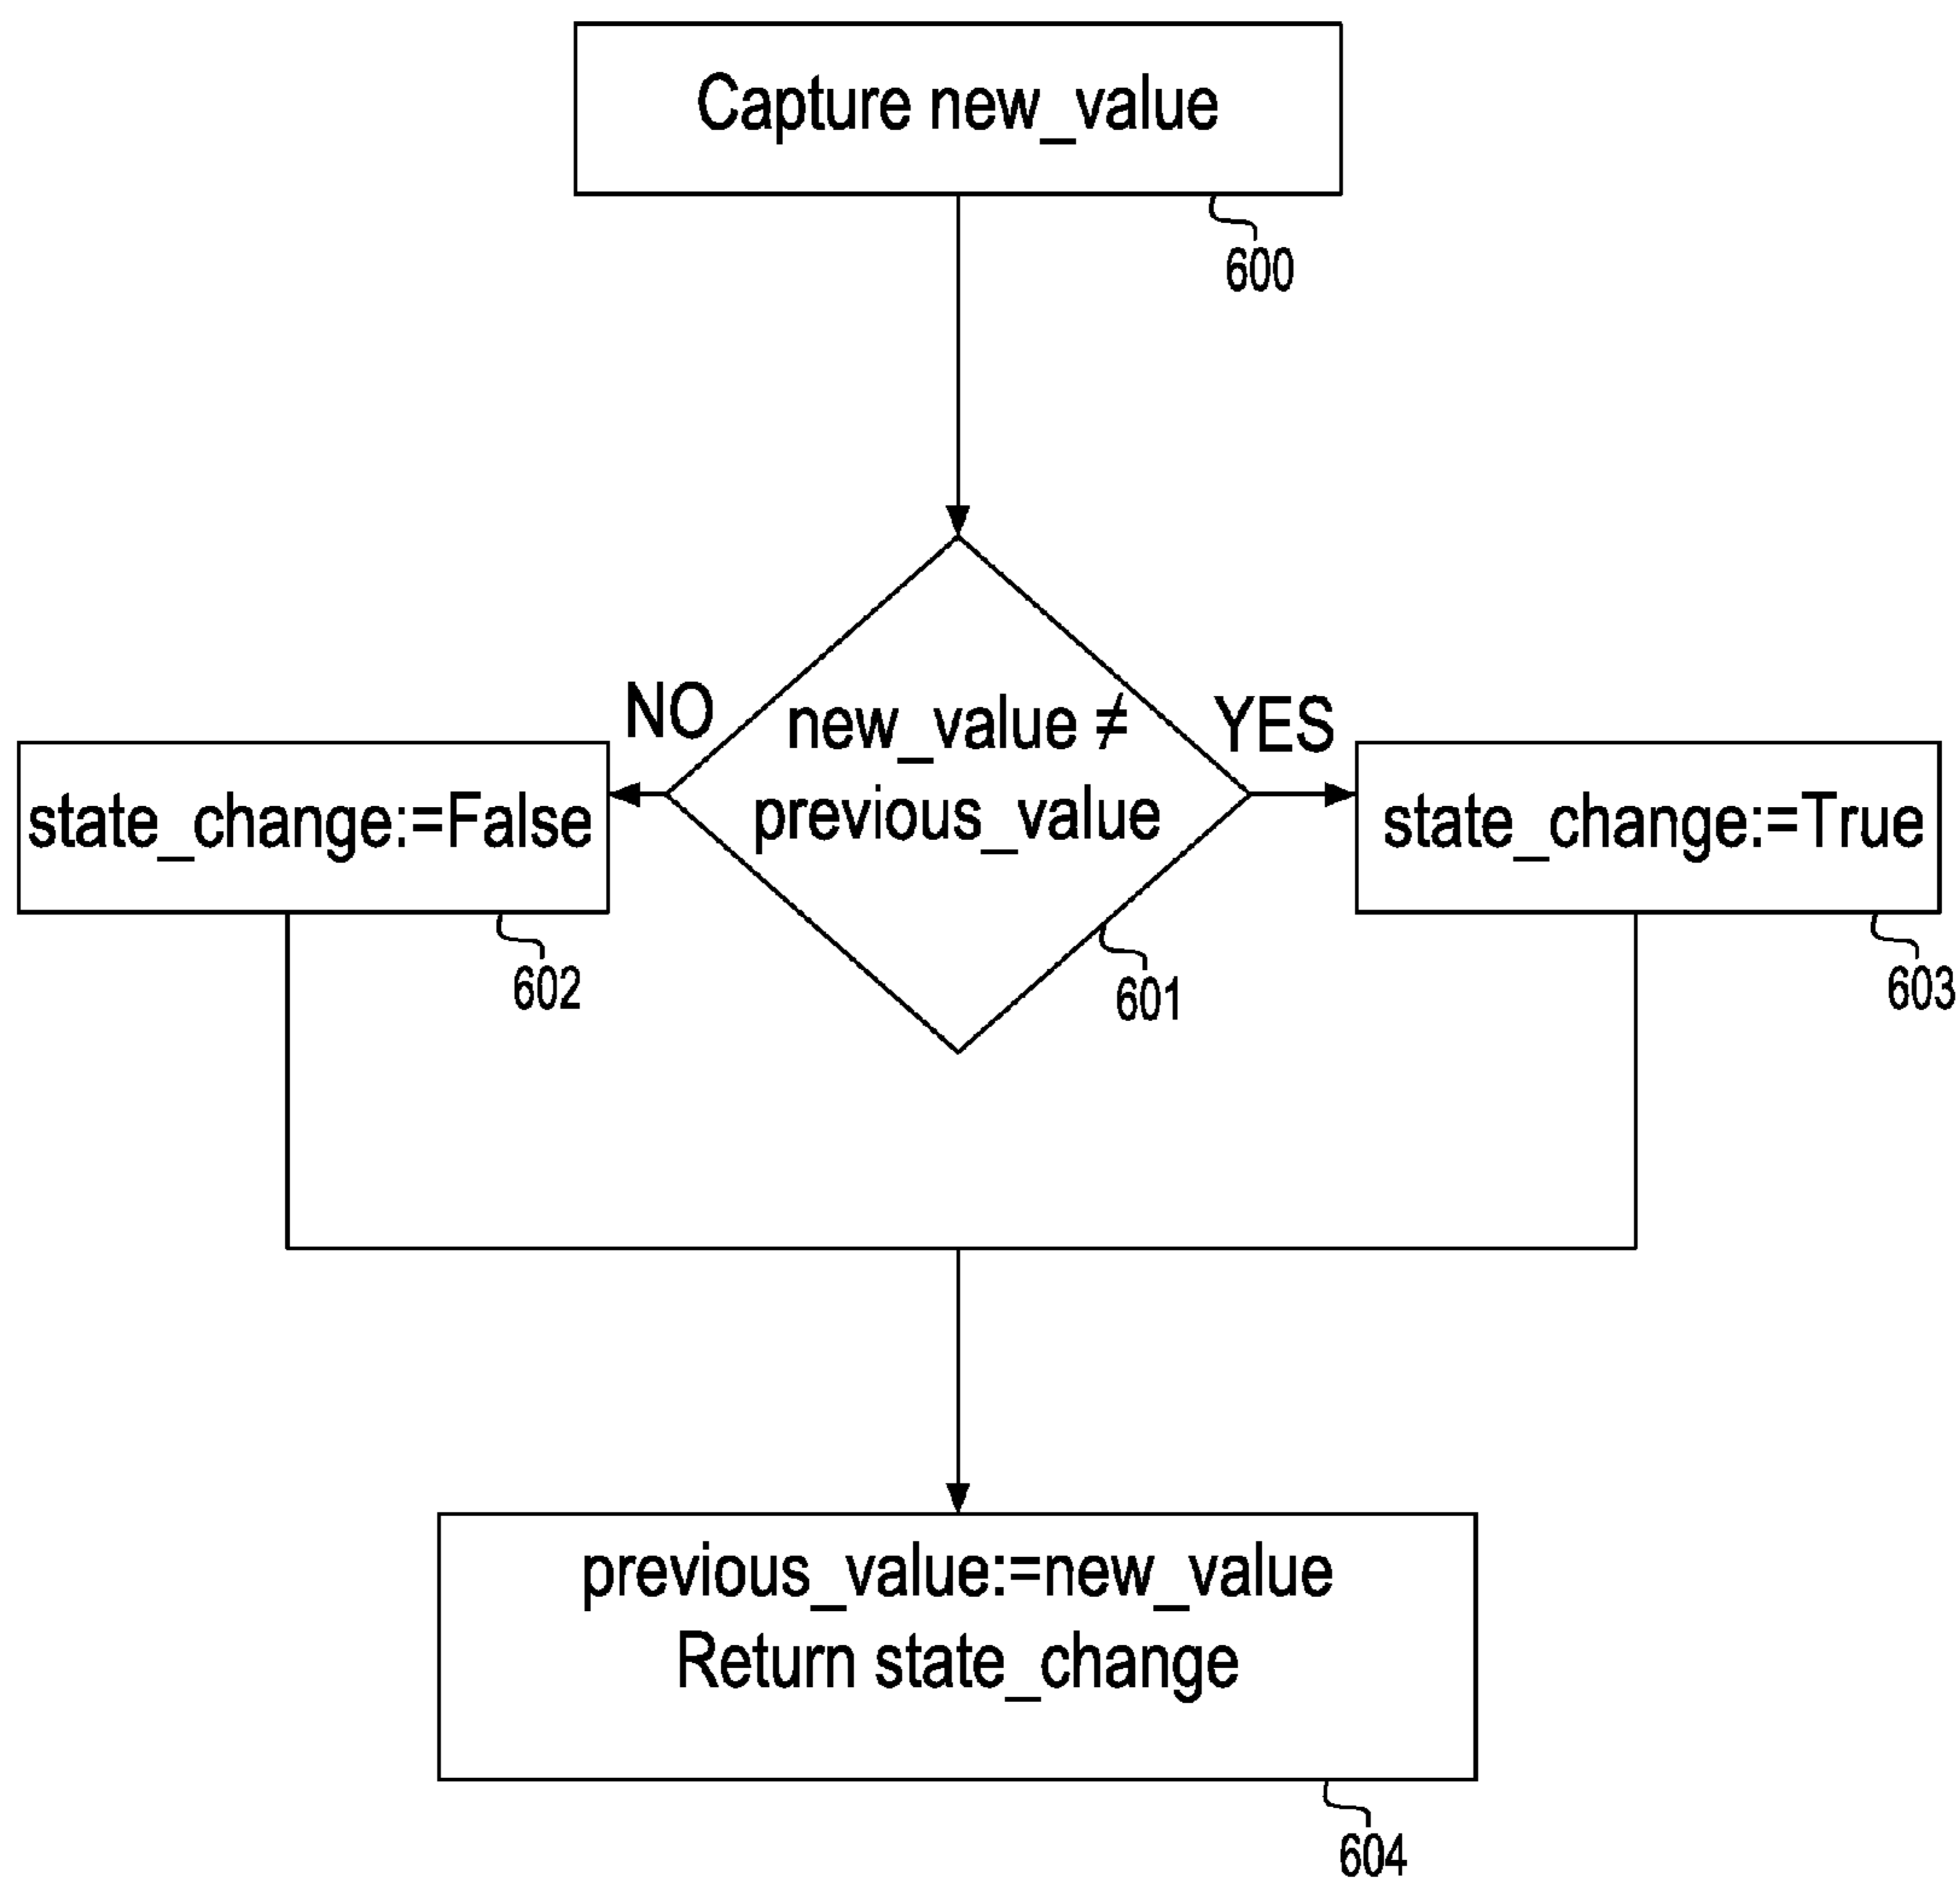 Capture new_value
600
NO
new_value ≠
previous_value
YES
state_change:=False
state_change:=True
602
601
603
previous_value:=new_value
Return state_change
604